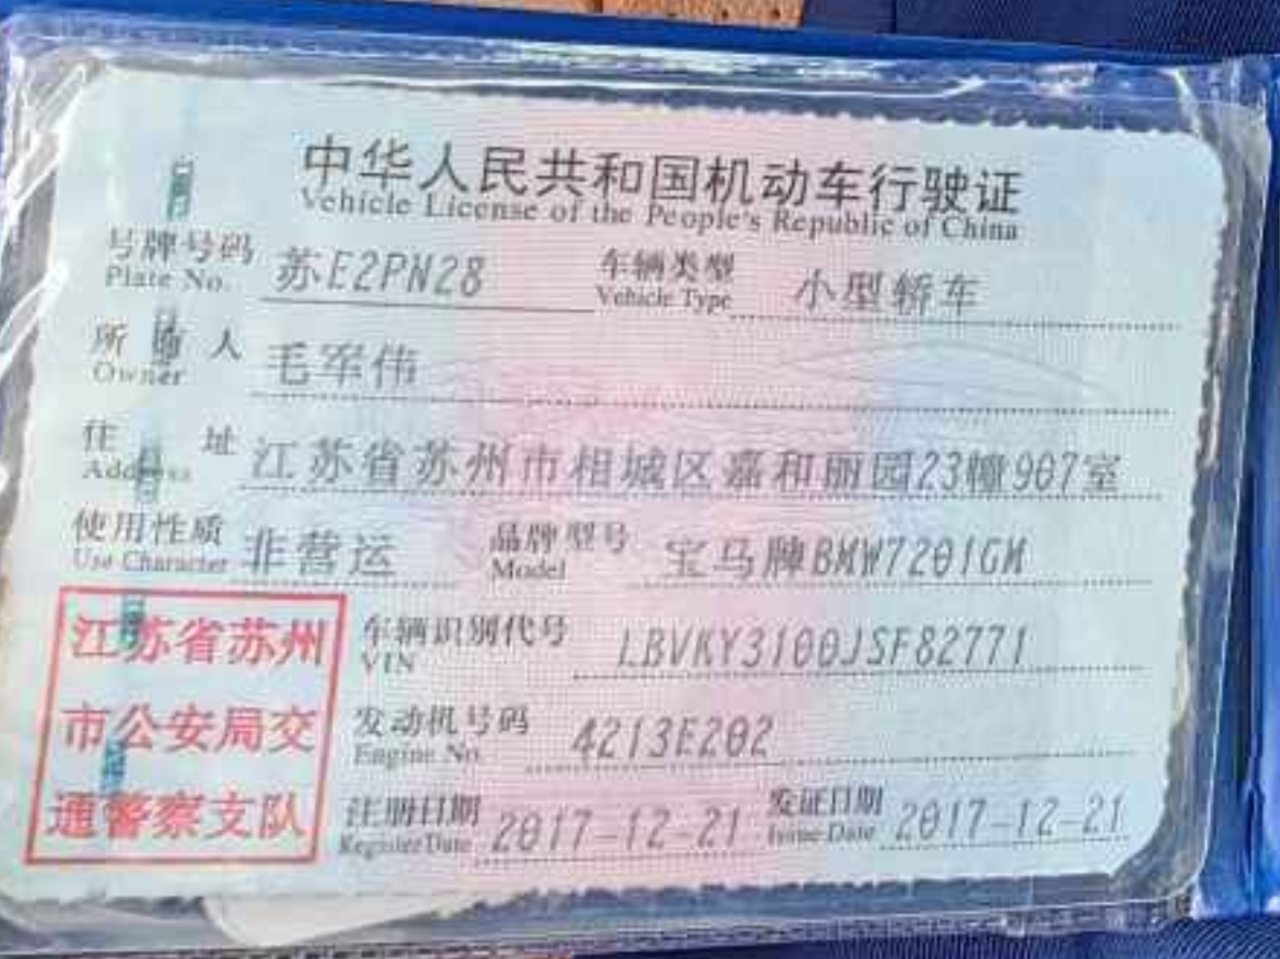 中华人民共和国机动车行驶证
Vehicle License of the People's Republic of China
号牌号码 苏E2PN28 车辆类型 小型轿车
Plate No. Vehicle Type
所有人 毛军伟
Owner
住址 江苏省苏州市相城区嘉和丽园23幢907室
Address
使用性质 非营运 品牌型号 宝马牌BMW7201GM
Use Character Model
江苏省苏州
市公安局交
通警察支队
车辆识别代号 LBVKY3100JSF82771
VIN
发动机号码 4213E202
Engine No.
注册日期 2017-12-21 发证日期 2017-12-21
Register Date Issue Date